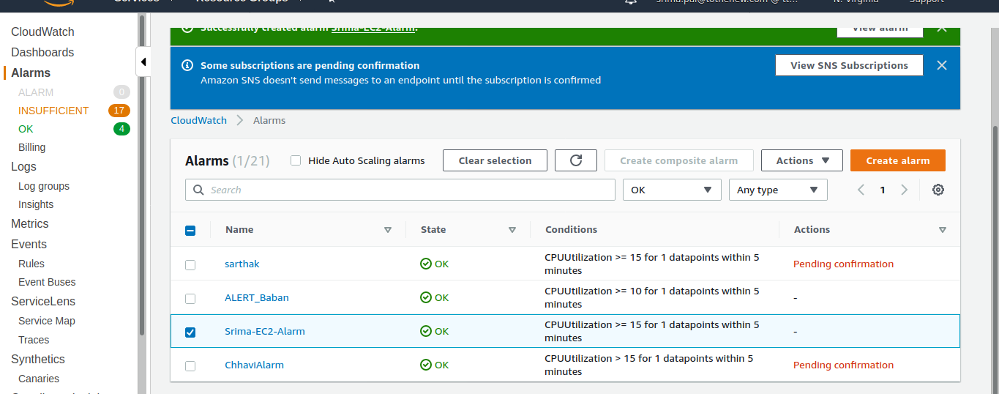 Services
Resource Groups
srima.pal@tothenew.com @ tt...
N. Virginia
Support
CloudWatch
Dashboards
Alarms
ALARM 0
INSUFFICIENT 17
OK 4
Billing
Logs
Log groups
Insights
Metrics
Events
Rules
Event Buses
ServiceLens
Service Map
Traces
Synthetics
Canaries
Successfully created alarm Srima-EC2-Alarm.
View alarm
Some subscriptions are pending confirmation
Amazon SNS doesn't send messages to an endpoint until the subscription is confirmed
View SNS Subscriptions
CloudWatch Alarms
Alarms (1/21)
Hide Auto Scaling alarms
Clear selection
Create composite alarm
Actions
Create alarm
Search
OK
Any type
1
Name State Conditions Actions
sarthak OK CPUUtilization >= 15 for 1 datapoints within 5
minutes
Pending confirmation
ALERT_Baban OK CPUUtilization >= 10 for 1 datapoints within 5
minutes
-
Srima-EC2-Alarm OK CPUUtilization >= 15 for 1 datapoints within 5
minutes
-
ChhaviAlarm OK CPUUtilization > 15 for 1 datapoints within 5
minutes
Pending confirmation